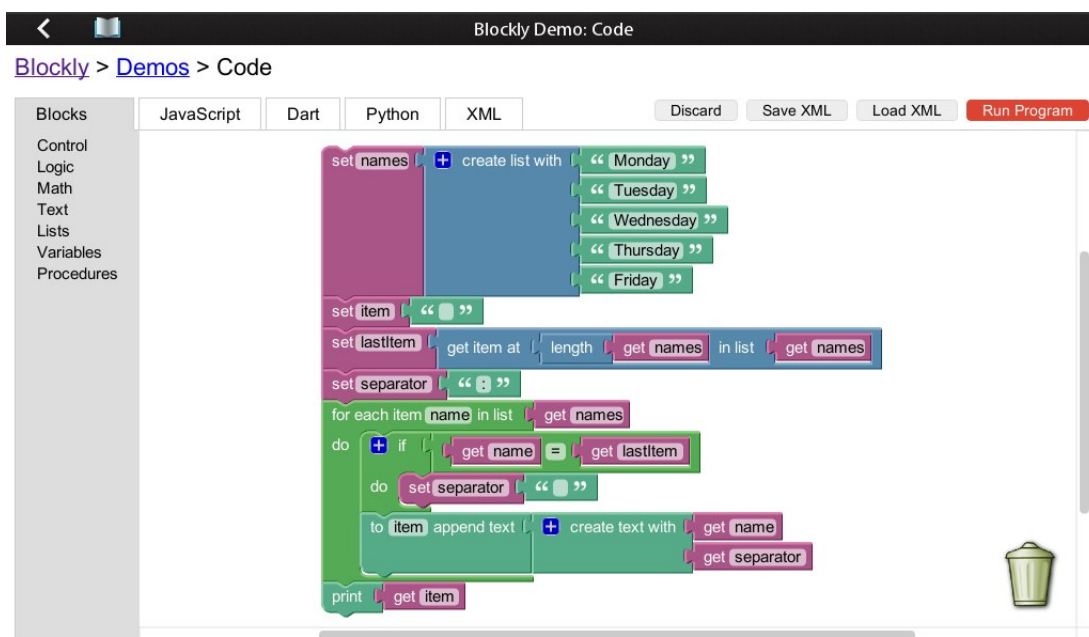 Blockly Demo: Code
Blockly > Demos > Code
Blocks JavaScript Dart Python XML Discard Save XML Load XML Run Program
Control
Logic
Math
Text
Lists
Variables
Procedures
set names create list with “ Monday ”
“ Tuesday ”
“ Wednesday ”
“ Thursday ”
“ Friday ”
set item “ ”
set lastItem get item at length get names in list get names
set separator “ : ”
for each item name in list get names
do if get name = get lastItem
do set separator “ ”
to item append text create text with get name
get separator
print get item